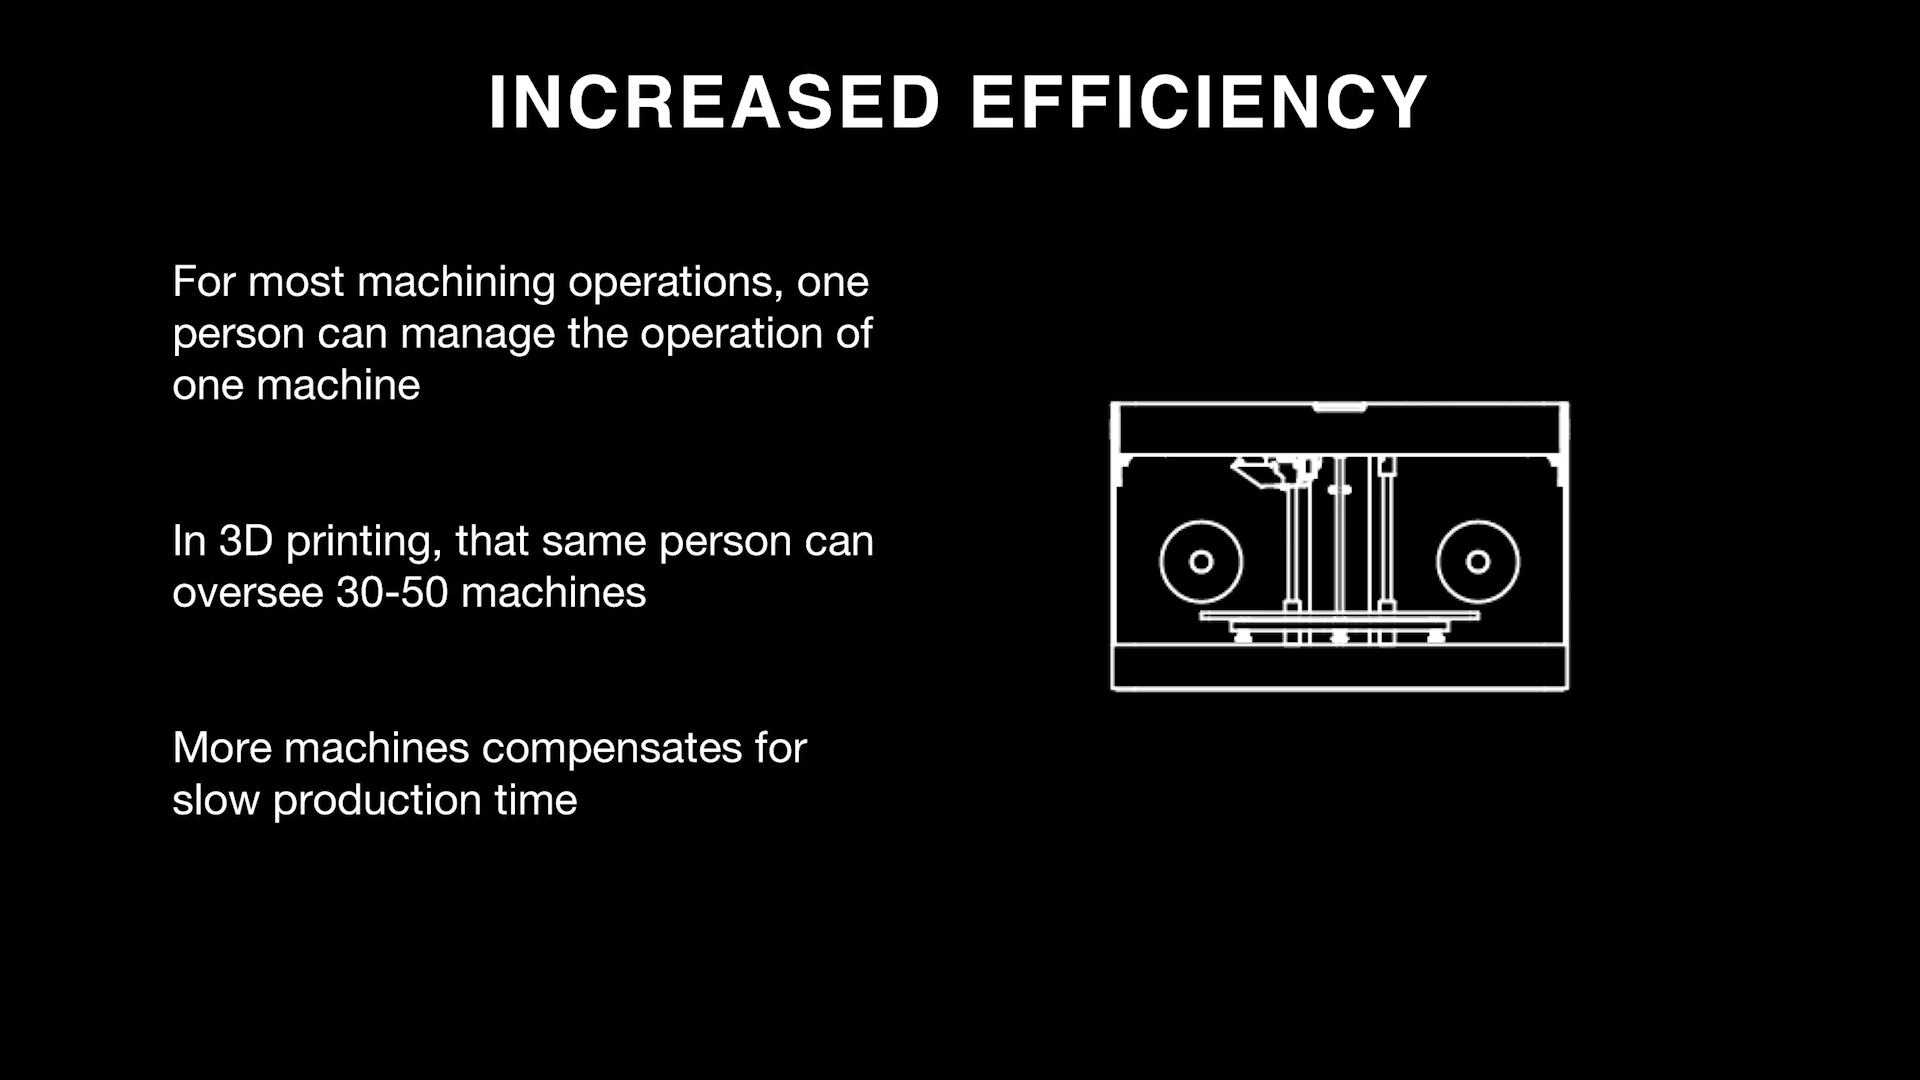 INCREASED EFFICIENCY
For most machining operations, one
person can manage the operation of
one machine
In 3D printing, that same person can
oversee 30-50 machines
More machines compensates for
slow production time